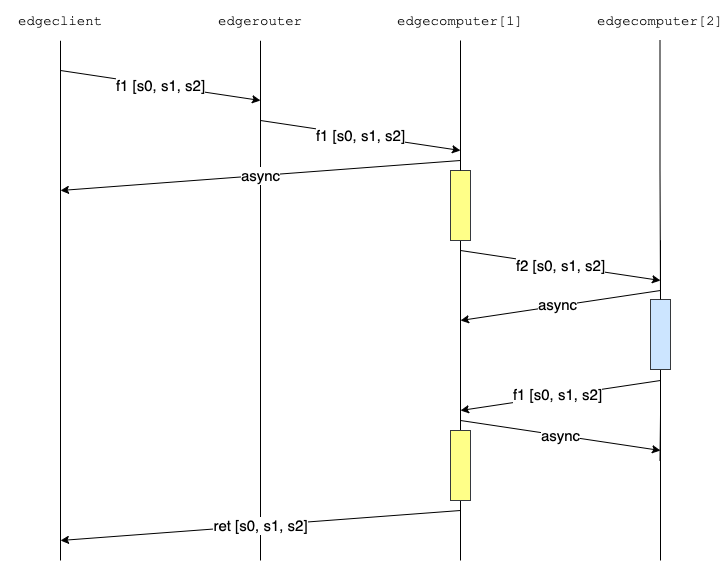 edgeclient
edgerouter
edgecomputer[1]
edgecomputer[2]
f1 [s0, s1, s2]
f1 [s0, s1, s2]
async
f2 [s0, s1, s2]
async
f1 [s0, s1, s2]
async
ret [s0, s1, s2]